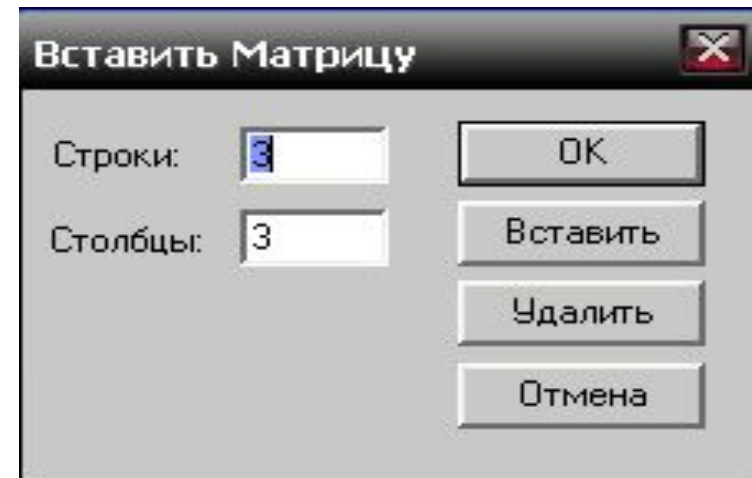 Вставить Матрицу
Строки: 3 OK
Столбцы: 3 Вставить
Удалить
Отмена